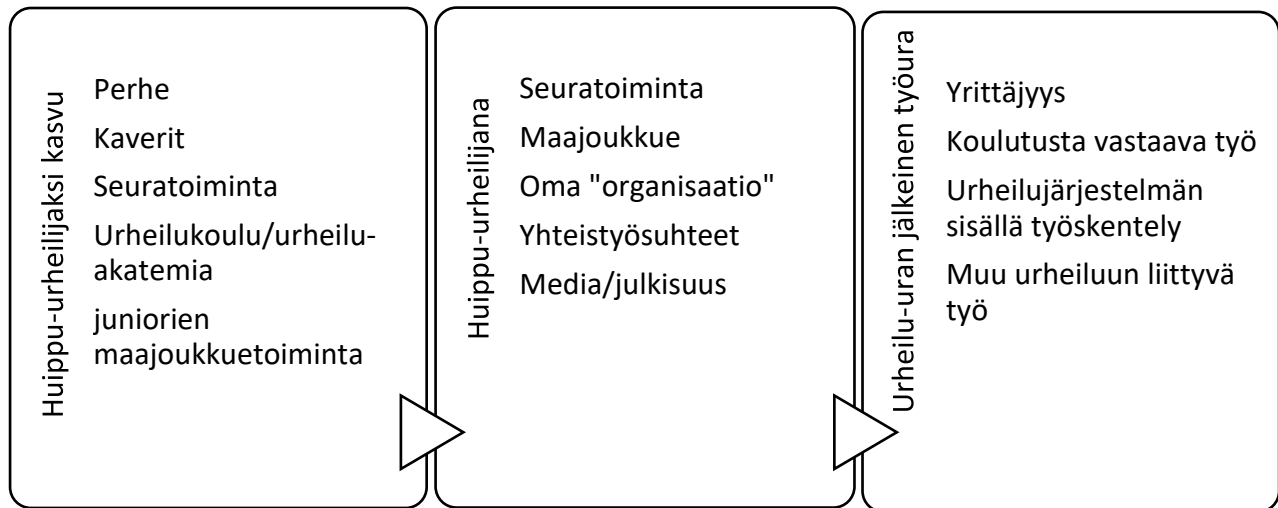 Huippu-urheilijaksi kasvu
Perhe
Kaverit
Seuratoiminta
Urheilukoulu/urheilu-
akatemia
juniorien
maajoukkuetoiminta
Huippu-urheilijana
Seuratoiminta
Maajoukkue
Oma "organisaatio"
Yhteistyösuhteet
Media/julkisuus
Urheilu-uran jälkeinen työura
Yrittäjyys
Koulutusta vastaava työ
Urheilujärjestelmän
sisällä työskentely
Muu urheiluun liittyvä
työ